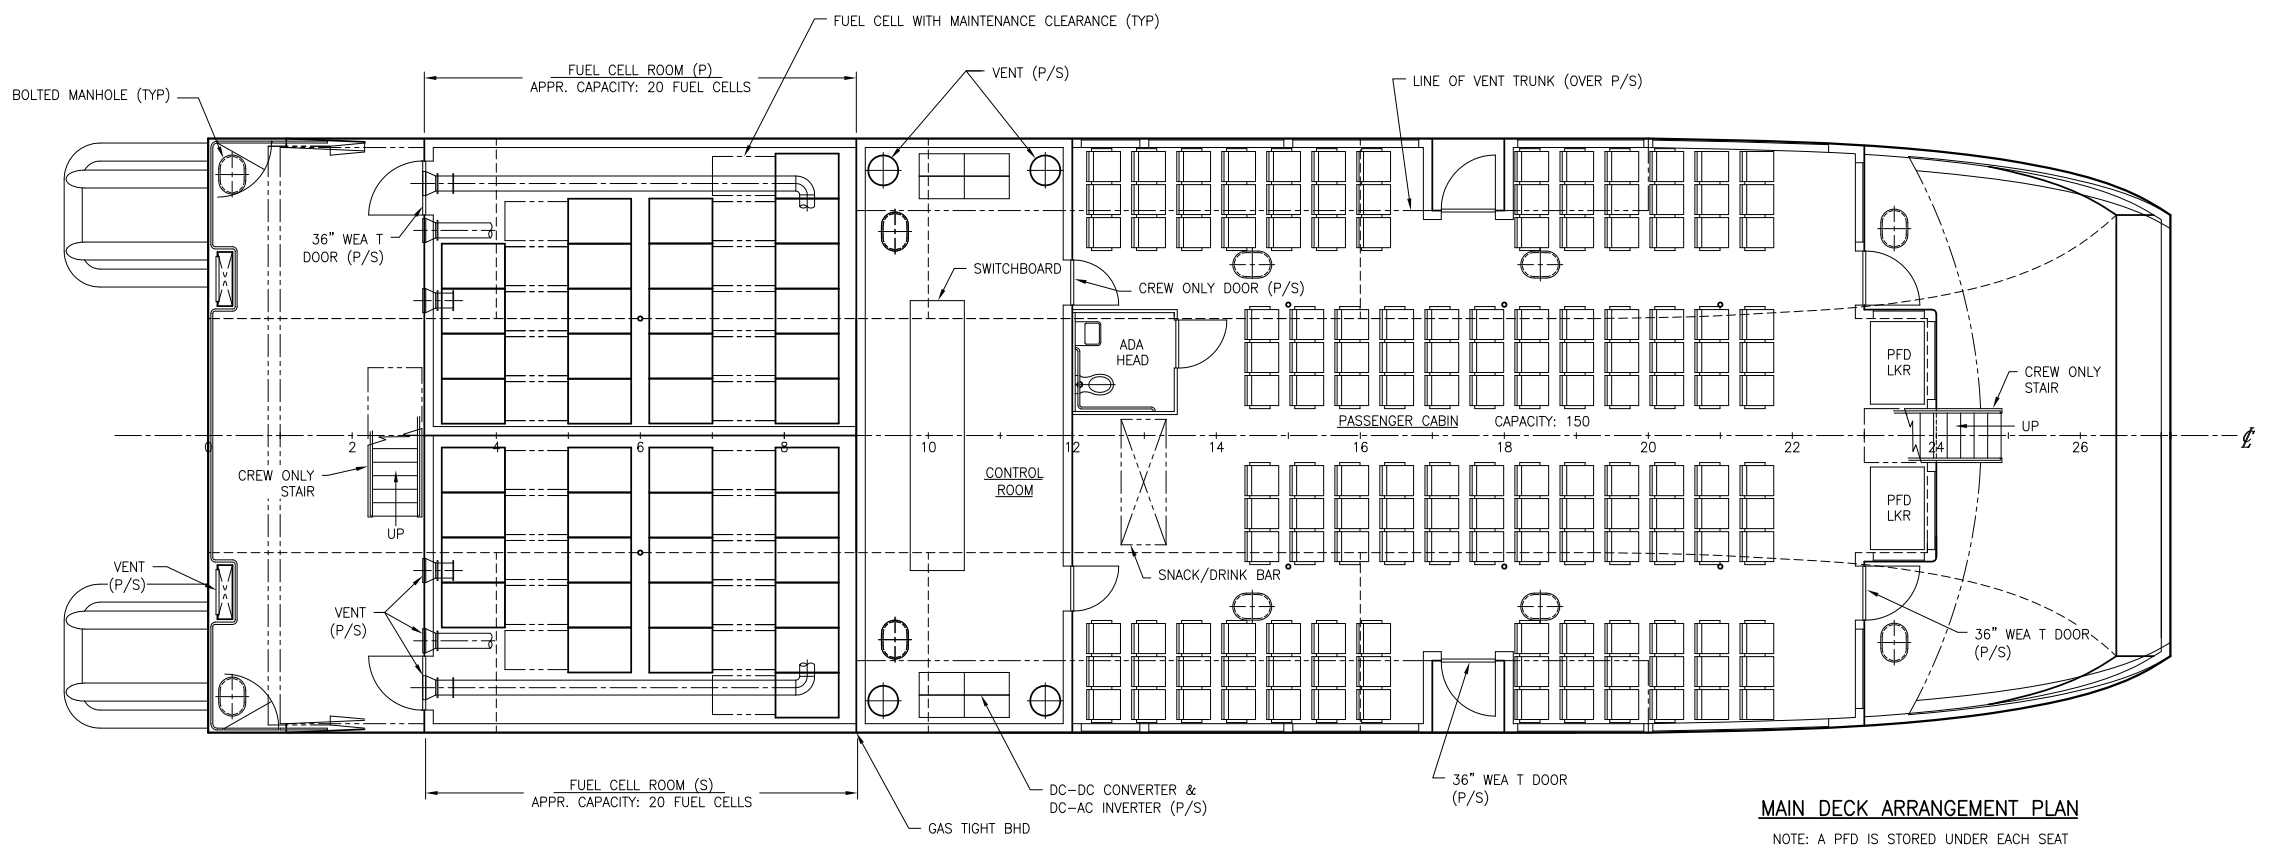 FUEL CELL WITH MAINTENANCE CLEARANCE (TYP)
FUEL CELL ROOM (P)
APPR. CAPACITY: 20 FUEL CELLS
VENT (P/S)
LINE OF VENT TRUNK (OVER P/S)
BOLTED MANHOLE (TYP)
36" WEA T
DOOR (P/S)
SWITCHBOARD
CREW ONLY DOOR (P/S)
ADA
HEAD
PFD
LKR
CREW ONLY
STAIR
PASSENGER CABIN CAPACITY: 150
UP
0 2 4 6 8 10 12 14 16 18 20 22 24 26
CREW ONLY
STAIR
CONTROL
ROOM
PFD
LKR
UP
VENT
(P/S)
SNACK/DRINK BAR
VENT
(P/S)
36" WEA T DOOR
(P/S)
FUEL CELL ROOM (S)
APPR. CAPACITY: 20 FUEL CELLS
DC-DC CONVERTER &
DC-AC INVERTER (P/S)
36" WEA T DOOR
(P/S)
GAS TIGHT BHD
MAIN DECK ARRANGEMENT PLAN
NOTE: A PFD IS STORED UNDER EACH SEAT